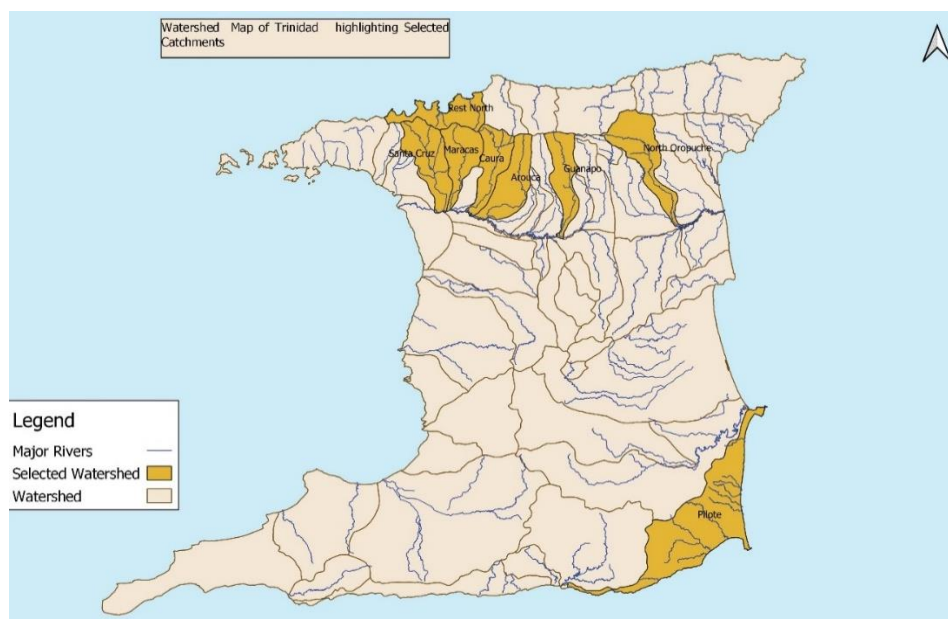 Watershed Map of Trinidad highlighting Selected
Catchments
Rest North
Santa Cruz
Maracas
Caura
Arouca
Guanapo
North Oropuche
Pilote
Legend
Major Rivers
Selected Watershed
Watershed